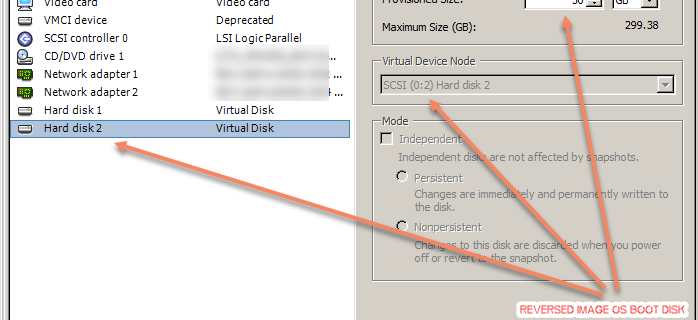 Video card Video card
VMCI device Deprecated
SCSI controller 0 LSI Logic Parallel
CD/DVD drive 1
Network adapter 1 ...
Network adapter 2 ...
Hard disk 1 Virtual Disk
Hard disk 2 Virtual Disk
Provisioned Size: 50 GB
Maximum Size (GB): 299.38
Virtual Device Node
SCSI (0:2) Hard disk 2
Mode
Independent
Independent disks are not affected by snapshots.
Persistent
Changes are immediately and permanently written to
the disk.
Nonpersistent
Changes to this disk are discarded when you power
off or revert to the snapshot.
REVERSED IMAGE OS BOOT DISK